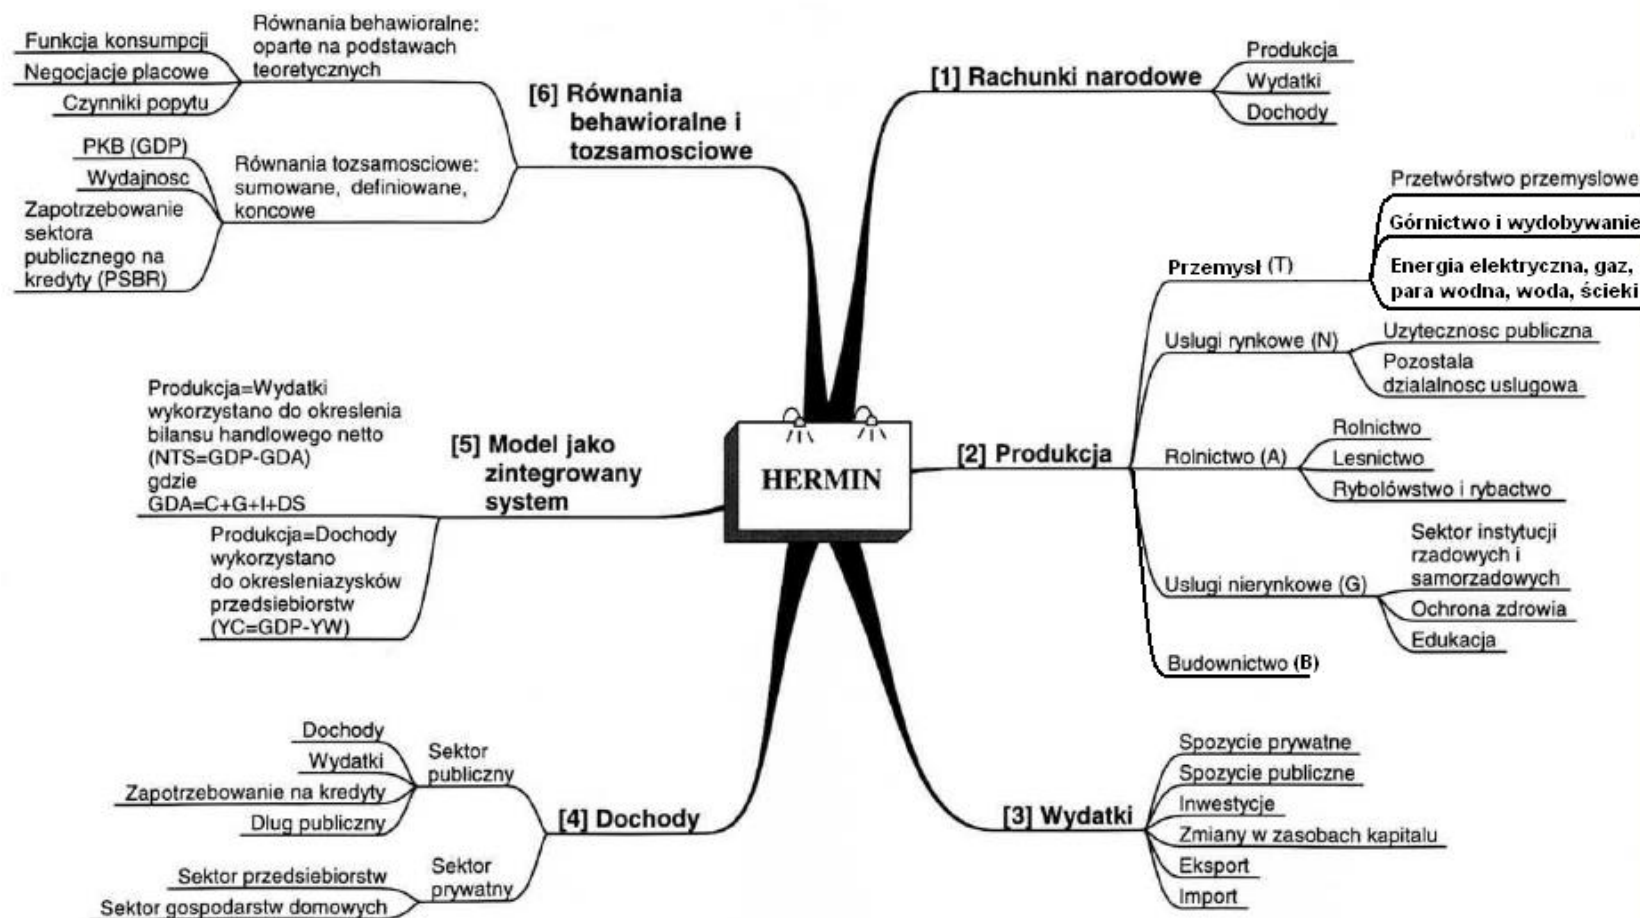 HERMIN
[1] Rachunki narodowe
Produkcja
Wydatki
Dochody
[2] Produkcja
Przemysł (T)
Przetwórstwo przemyslowe
Górnictwo i wydobywanie
Energia elektryczna, gaz,
para wodna, woda, ścieki
Uslugi rynkowe (N)
Uzytecznosc publiczna
Pozostala
dzialalnosc uslugowa
Rolnictwo (A)
Rolnictwo
Lesnictwo
Rybolówstwo i rybactwo
Uslugi nierynkowe (G)
Sektor instytucji
rzadowych i
samorzadowych
Ochrona zdrowia
Edukacja
Budownictwo (B)
[3] Wydatki
Spozycie prywatne
Spozycie publiczne
Inwestycje
Zmiany w zasobach kapitalu
Eksport
Import
[4] Dochody
Sektor
publiczny
Dochody
Wydatki
Zapotrzebowanie na kredyty
Dlug publiczny
Sektor
prywatny
Sektor przedsiebiorstw
Sektor gospodarstw domowych
[5] Model jako
zintegrowany
system
Produkcja=Wydatki
wykorzystano do okreslenia
bilansu handlowego netto
(NTS=GDP-GDA)
gdzie
GDA=C+G+I+DS
Produkcja=Dochody
wykorzystano
do okresleniazysków
przedsiebiorstw
(YC=GDP-YW)
[6] Równania
behawioralne i
tozsamosciowe
Równania behawioralne:
oparte na podstawach
teoretycznych
Funkcja konsumpcji
Negocjacje placowe
Czynniki popytu
Równania tozsamosciowe:
sumowane, definiowane,
koncowe
PKB (GDP)
Wydajnosc
Zapotrzebowanie
sektora
publicznego na
kredyty (PSBR)